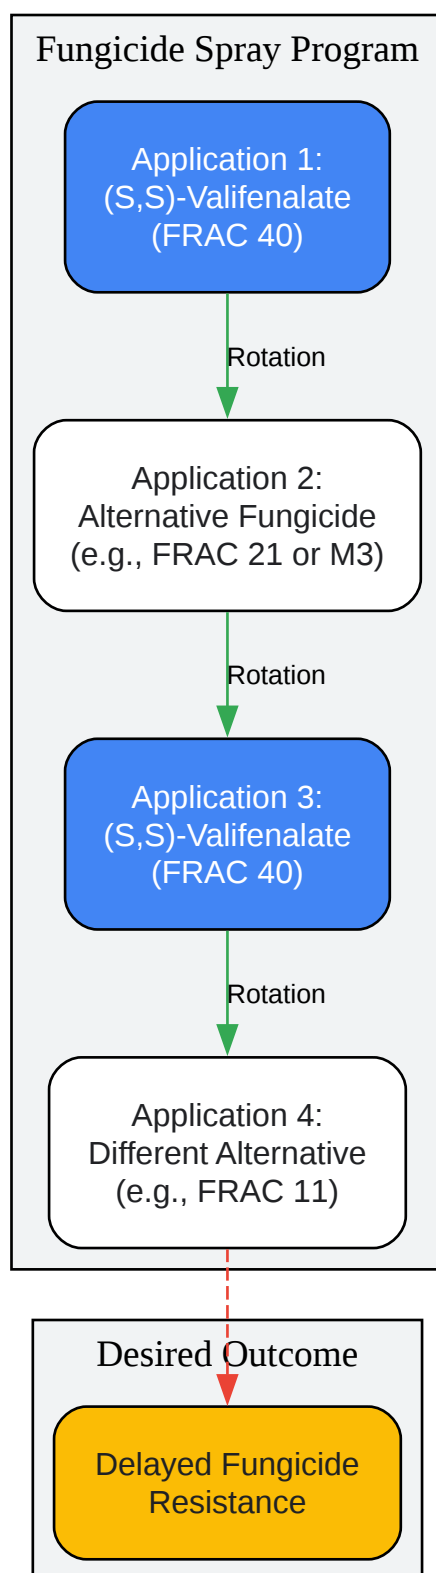 Fungicide Spray Program
Application 1:
(S,S)-Valifenalate
(FRAC 40)
Rotation
Application 2:
Alternative Fungicide
(e.g., FRAC 21 or M3)
Rotation
Application 3:
(S,S)-Valifenalate
(FRAC 40)
Rotation
Application 4:
Different Alternative
(e.g., FRAC 11)
Desired Outcome
Delayed Fungicide
Resistance